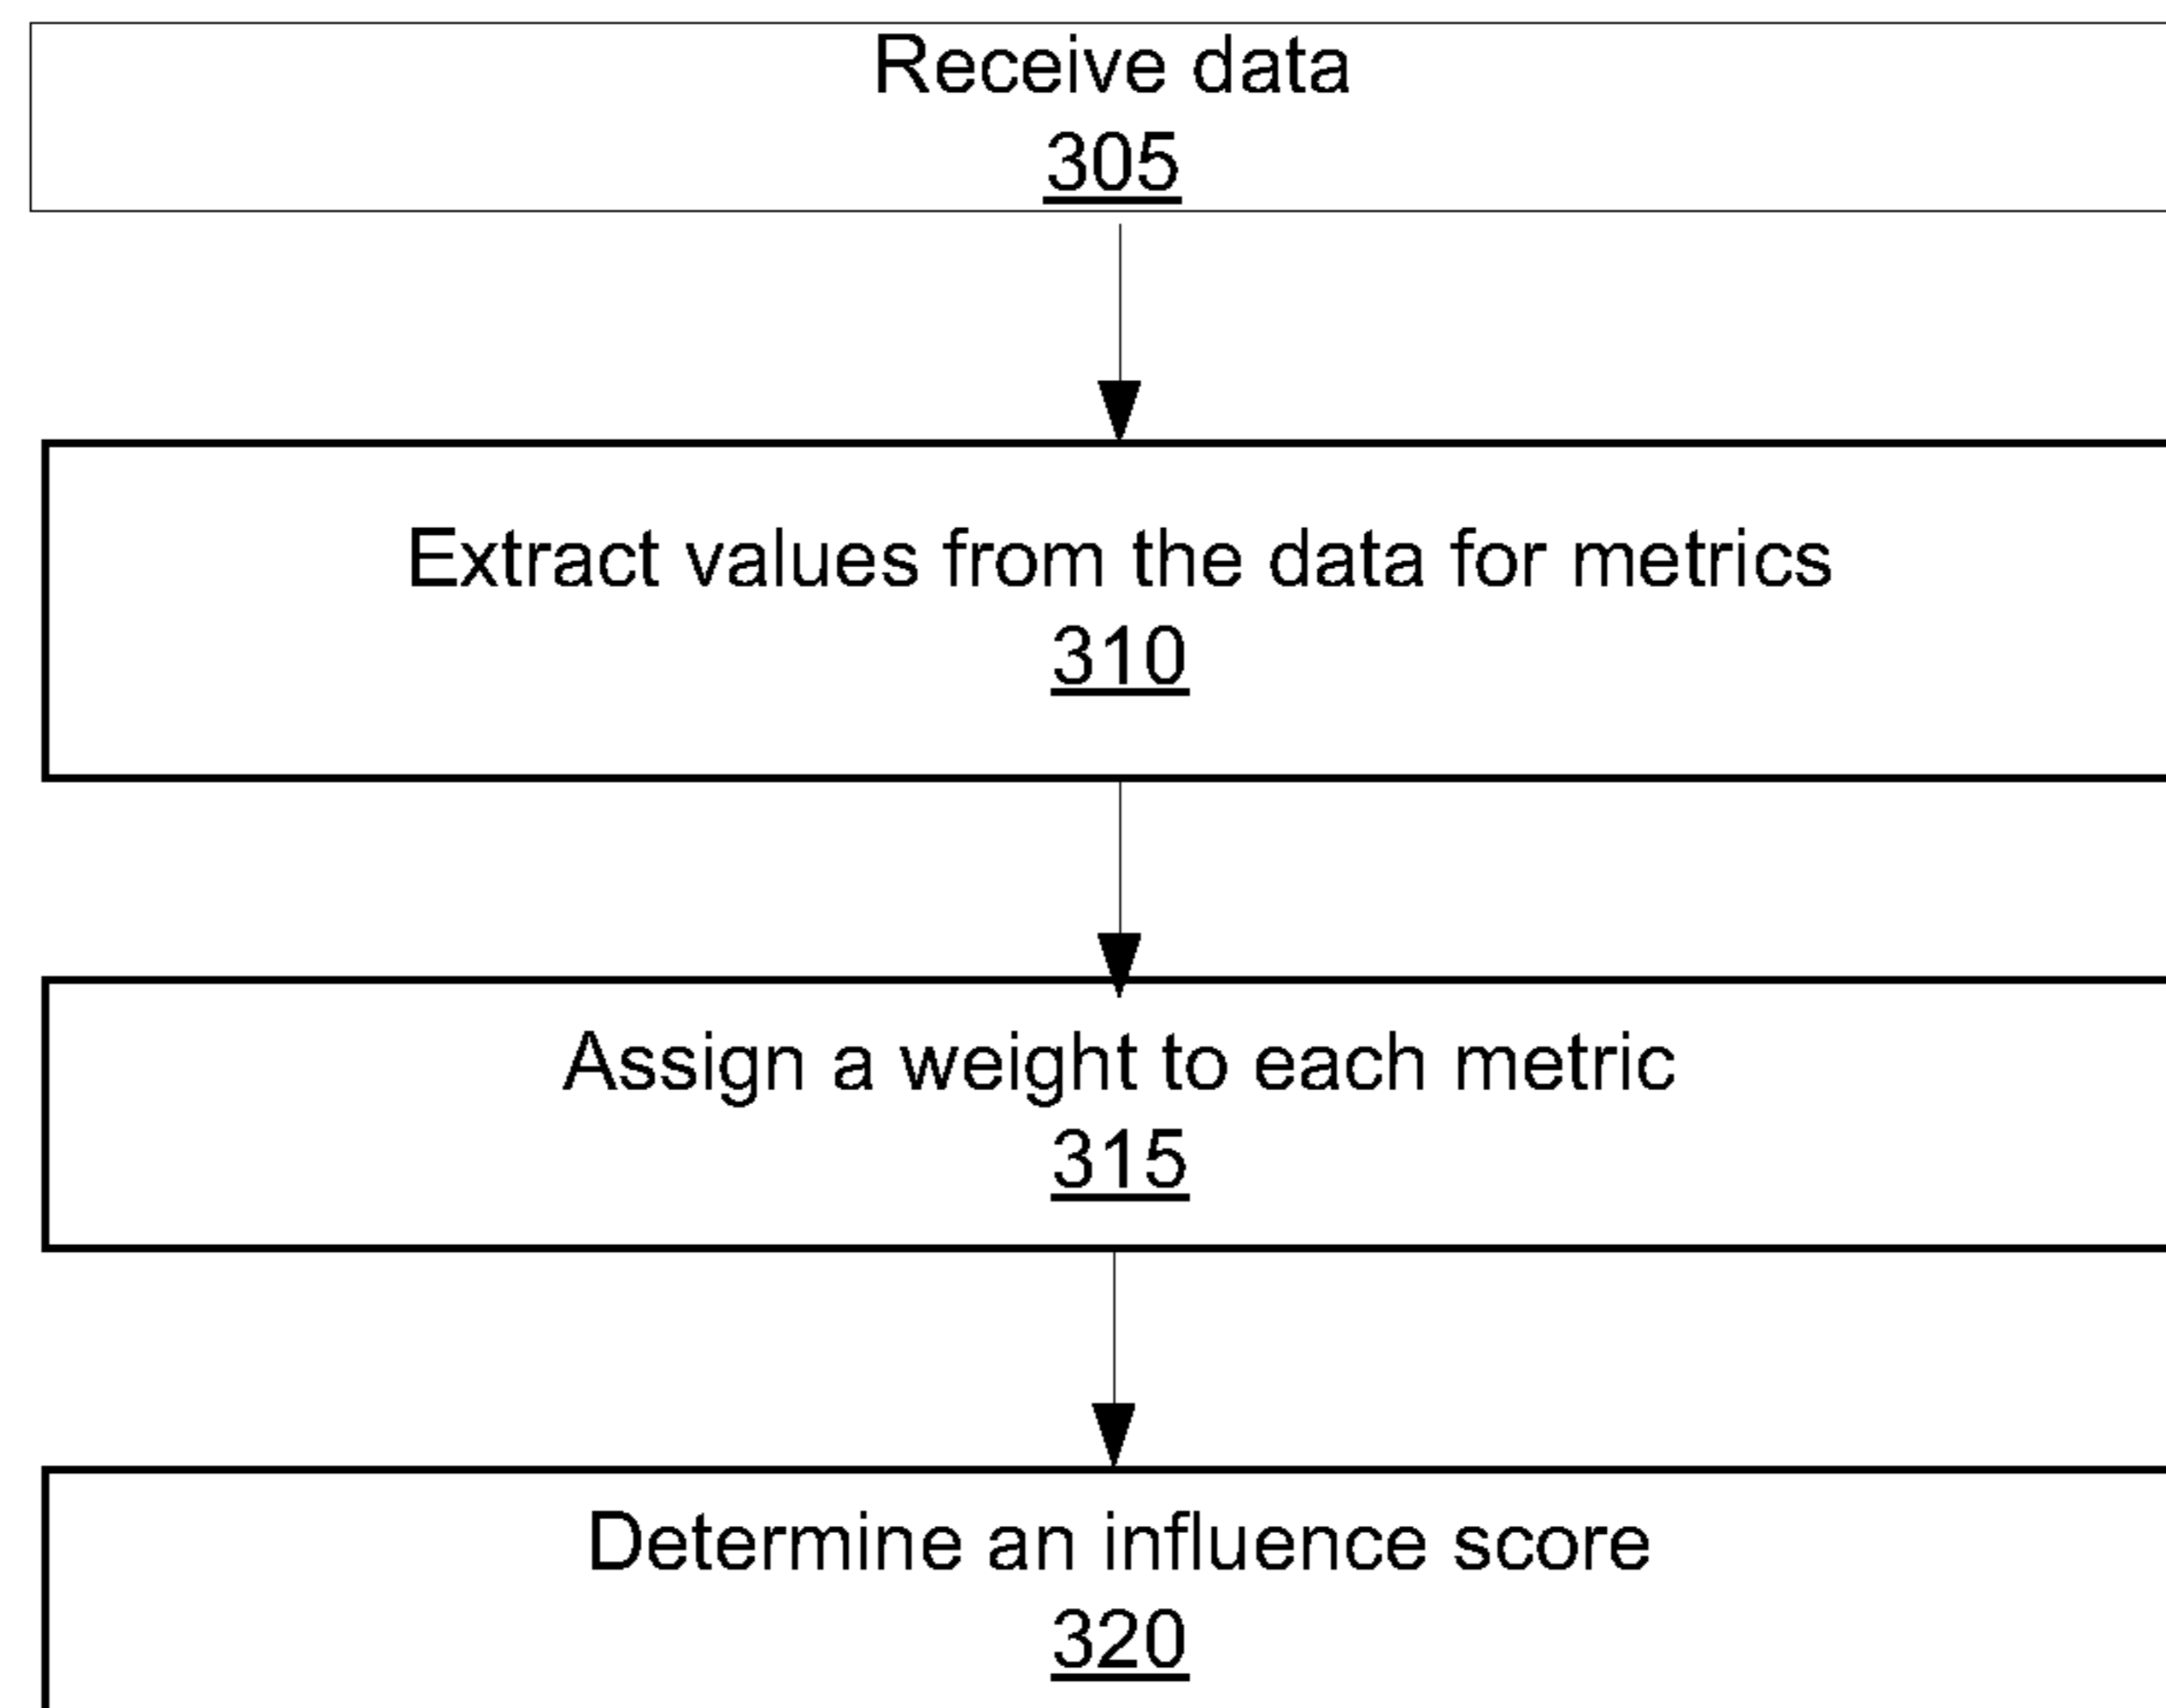 Receive data
305
Extract values from the data for metrics
310
Assign a weight to each metric
315
Determine an influence score
320